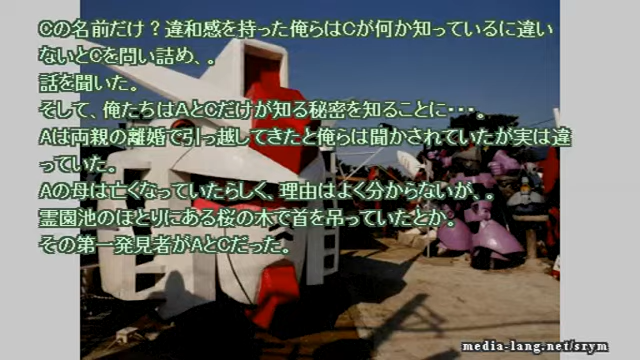 Cの名前だけ？違和感を持った俺らはCが何か知っているに違い
ないとCを問い詰め、。
話を聞いた。
そして、俺たちはAとCだけが知る秘密を知ることに・・・。
Aは両親の離婚で引っ越してきたと俺らは聞かされていたが実は違
っていた。
Aの母は亡くなっていたらしく、理由はよく分からないが、。
霊園池のほとりにある桜の木で首を吊っていたとか。
その第一発見者がAとCだった。
media-lang.net/srym